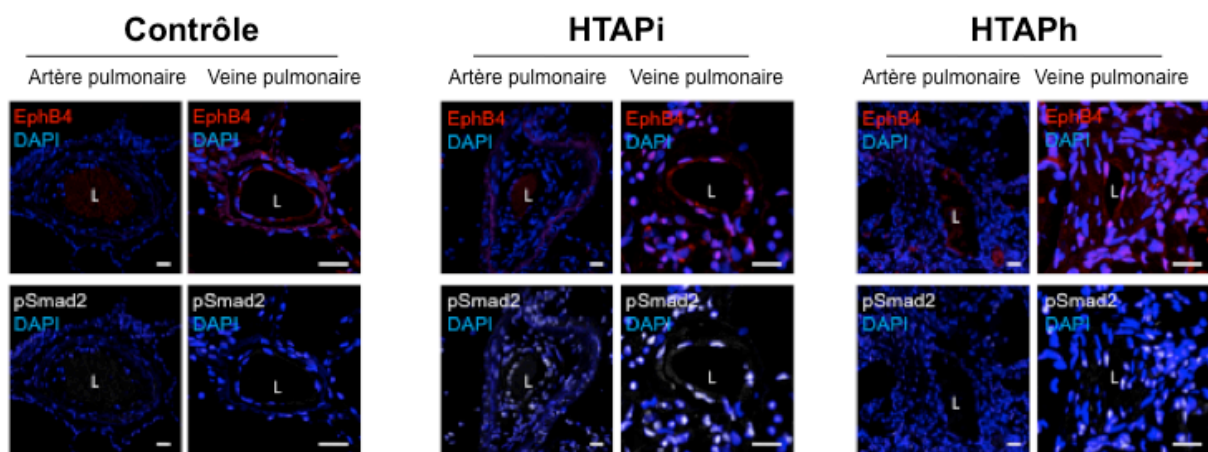 Contrôle HTAPi HTAPh
Artère pulmonaire Veine pulmonaire Artère pulmonaire Veine pulmonaire Artère pulmonaire Veine pulmonaire
EphB4 EphB4 EphB4 EphB4 EphB4 EphB4
DAPI DAPI DAPI DAPI DAPI DAPI
L L L L L L
pSmad2 pSmad2 pSmad2 pSmad2 pSmad2 pSmad2
DAPI DAPI DAPI DAPI DAPI DAPI
L L L L L L